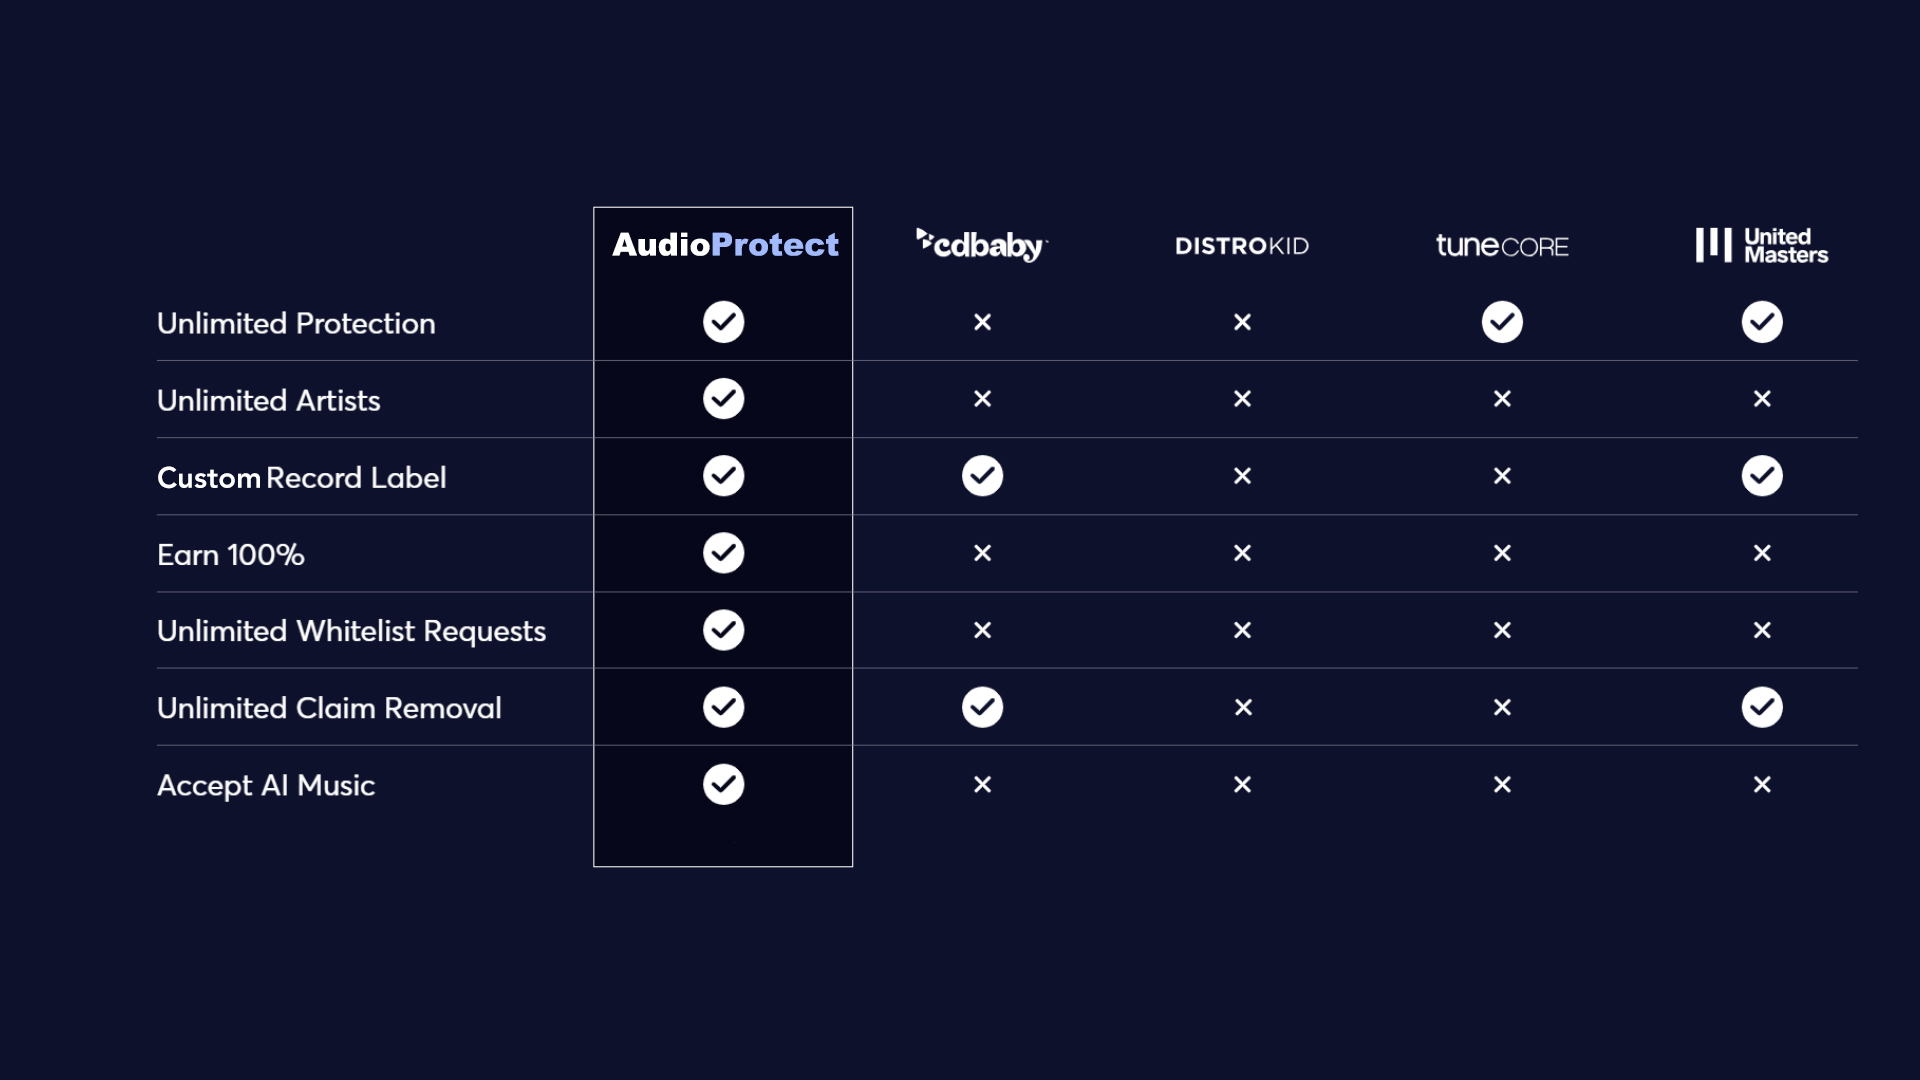 AudioProtect cdbaby DISTROKID tuneCORE United Masters
Unlimited Protection
Unlimited Artists
Custom Record Label
Earn 100%
Unlimited Whitelist Requests
Unlimited Claim Removal
Accept AI Music